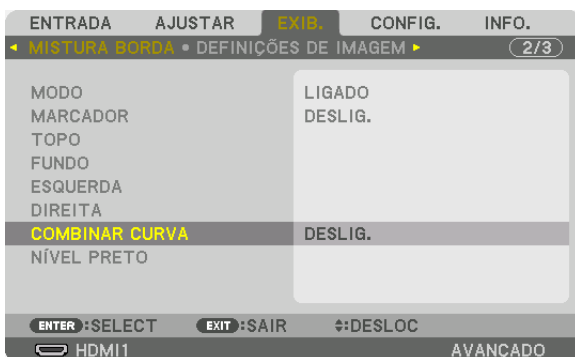 ENTRADA AJUSTAR EXIB. CONFIG. INFO.
◂ MISTURA BORDA • DEFINIÇÕES DE IMAGEM ▸ 2/3
MODO LIGADO
MARCADOR DESLIG.
TOPO
FUNDO
ESQUERDA
DIREITA
COMBINAR CURVA DESLIG.
NÍVEL PRETO
ENTER :SELECT EXIT :SAIR ♦:DESLOC
HDMI1 AVANCADO